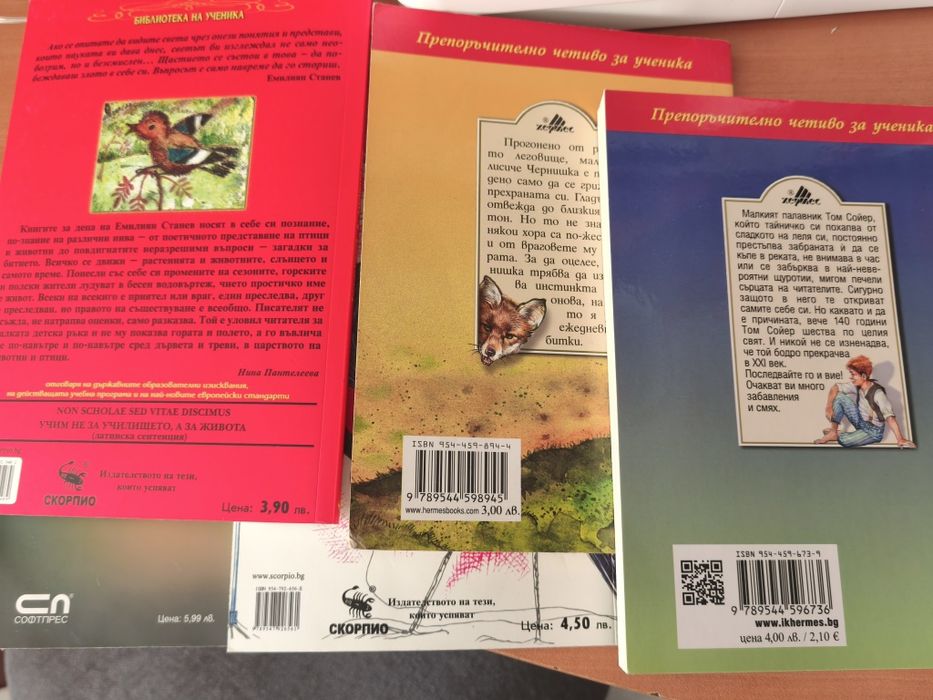 БИБЛИОТЕКА НА УЧЕНИКА
Ако се опитате да видите света чрез онези понятия и представи,
които науката ви дава днес, светът би изглеждал не само необ-
возрим, но и безсмислен... Щастието се състои в това – да по-
беждаваш злото в себе си. Въпросът е само навреме да го сториш.
Емилиян Станев
Книгите за деца на Емилиян Станев носят в себе си познание,
по-знание на различни нива – от поетичното представяне на птици
и животни до повдигнатите неразрешими въпроси – загадки за
битието. Всичко се движи – растенията и животните, слънцето и
самото време. Понесли със себе си промените на сезоните, горските
и полски жители лудуват в бесен водовъртеж, чието простичко име
е живот. Всеки на всекиго е приятел или враг, един преследва, друг
преследван, но правото на съществуване е всеобщо. Писателят не
съжда, не натрапва оценки, само разказва. Той е уловил читателя за
малката детска ръка и не му показва гората и полето, а го въвлича
по-навътре и по-навътре сред дървета и треви, в царството на
животни и птици.
Нина Пантелеева
отговаря на държавните образователни изисквания,
на действащата учебна програма и на най-новите европейски стандарти
NON SCHOLAE SED VITAE DISCIMUS
УЧИМ НЕ ЗА УЧИЛИЩЕТО, А ЗА ЖИВОТА
(латинска сентенция)
СКОРПИО
Издателството на тези,
които успяват
Цена: 3,90 лв.
Препоръчително четиво за ученика
хермес
Прогонено от
то леговище,
лисиче Чернишка е
дено само да се
прехраната си.
отвежда до близкия
тон. Но то не
някои хора са
и от враговете му
рата. За да оцелее,
нишка трябва да
ва инстинкта
онова,
то я
ежедневни
битки.
ISBN 954-459-894-4
9 789544 598945
www.hermesbooks.com 3,00 лв.
Препоръчително четиво за ученика
хермес
Малкият палавник Том Сойер,
който тайничко си похапва от
сладкото на леля си, постоянно
престъпва забраната ѝ да се
къпе в реката, не внимава в час
или се забърква в най-неве-
роятни щуротии, мигом печели
сърцата на читателите. Сигурно
защото в него те откриват
самите себе си. Но каквато и да
е причината, вече 140 години
Том Сойер шества по целия
свят. И никой не се изненадва,
че той бодро прекрачва
в XXI век.
Последвайте го и вие!
Очакват ви много
забавления
и смях.
ISBN 954-459-673-9
9 789544 596736
www.ikhermes.bg
цена 4,00 лв. / 2,10 €
СОФТПРЕС
Цена: 5,99 лв.
www.scorpio.bg
СКОРПИО
Издателството на тези,
които успяват
Цена: 4,50 лв.